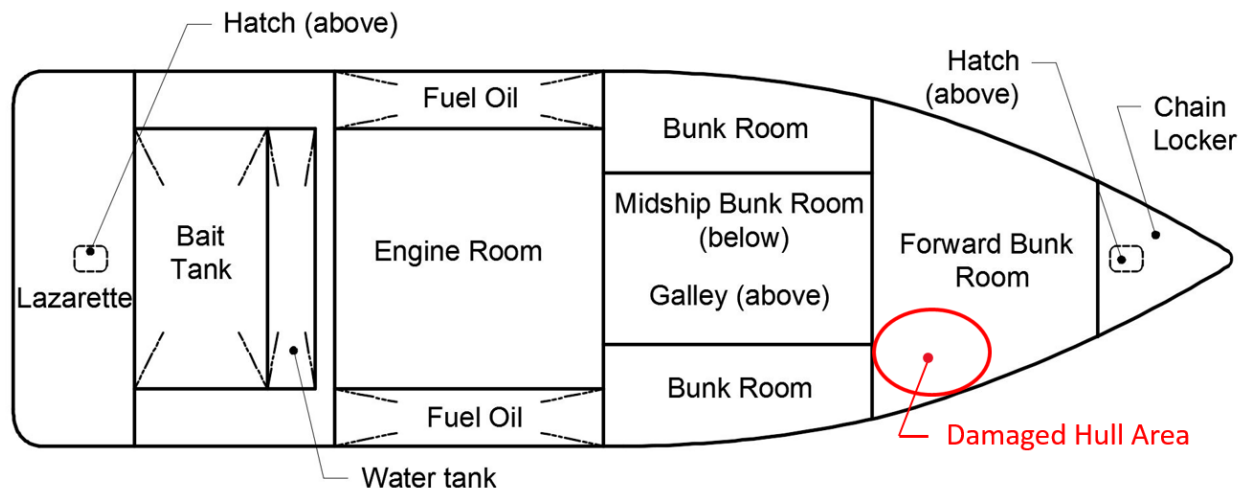 Hatch (above)
Hatch
(above)
Chain
Locker
Fuel Oil
Bunk Room
Midship Bunk Room
(below)
Galley (above)
Forward Bunk
Room
Bait
Tank
Engine Room
Lazarette
Bunk Room
Fuel Oil
Damaged Hull Area
Water tank